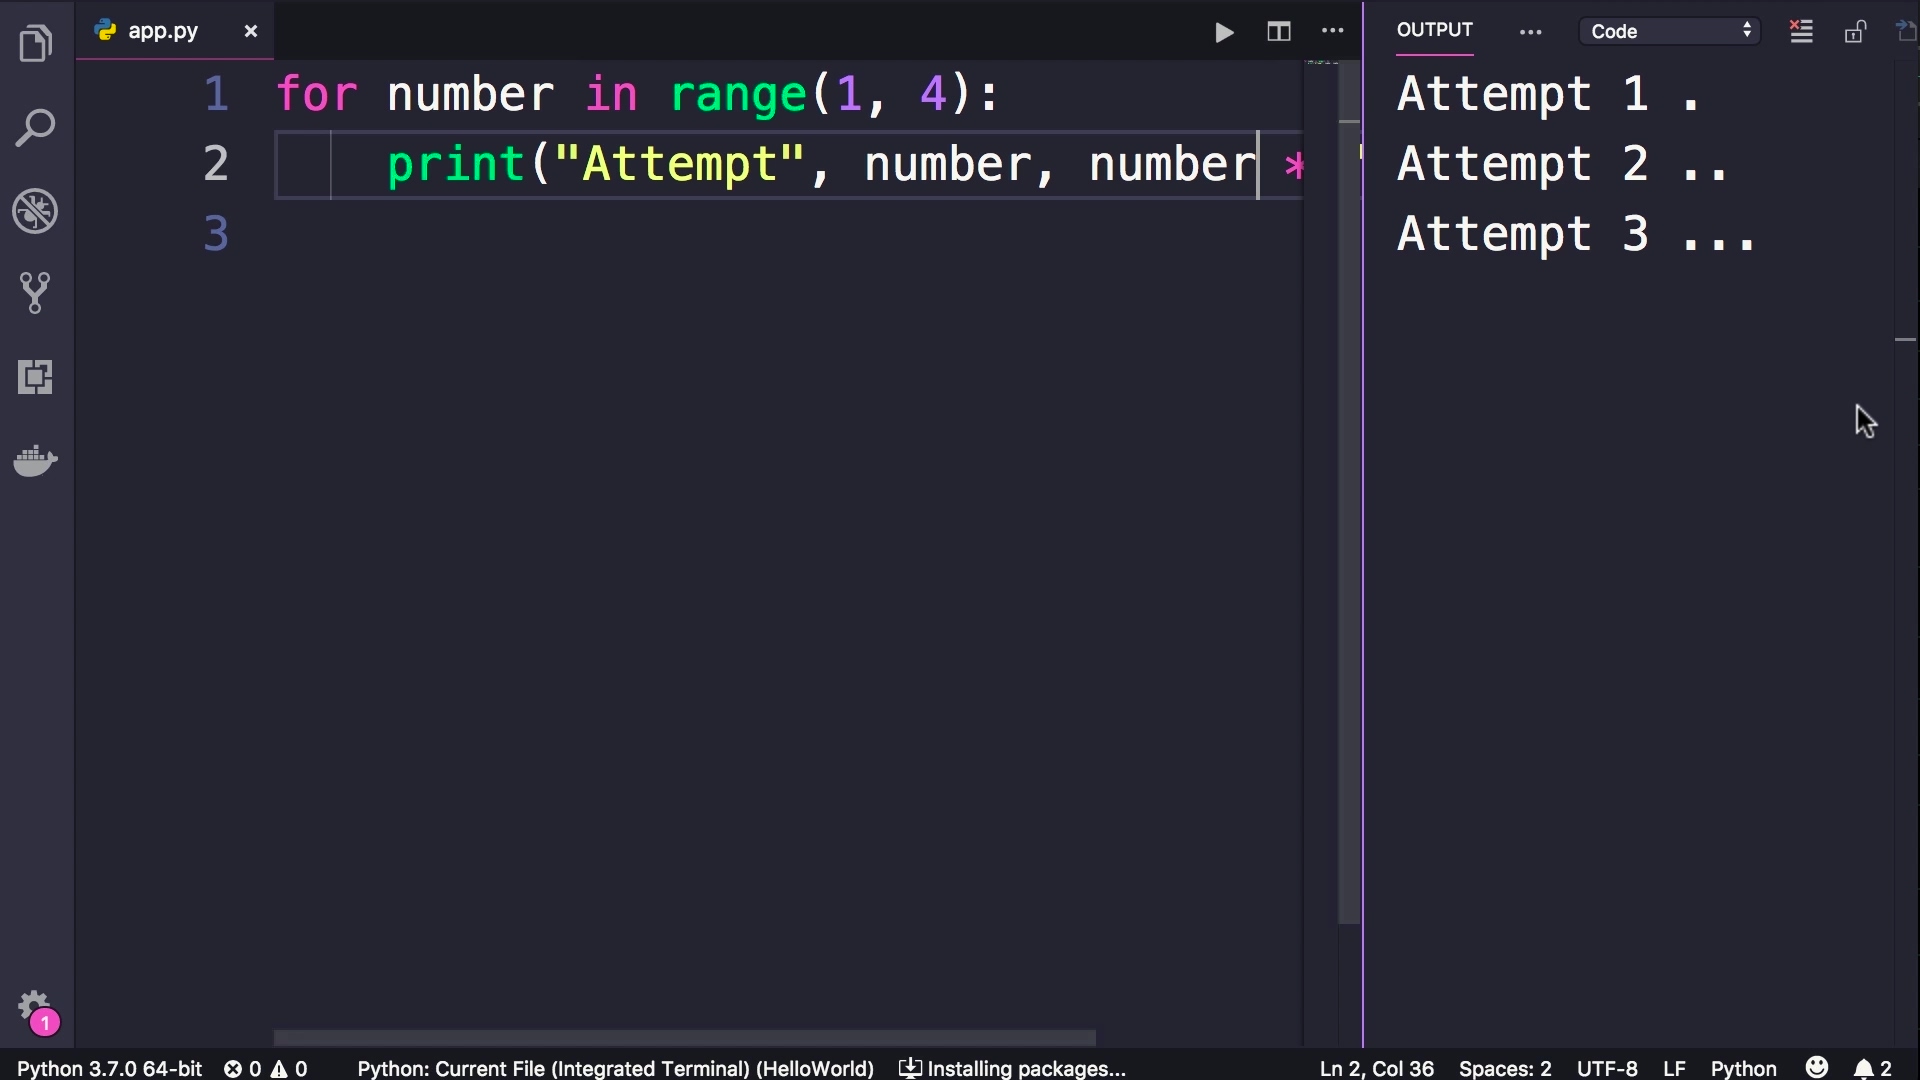 app.py
OUTPUT
Code
1 for number in range(1, 4):
2 print("Attempt", number, number *
3
Attempt 1 .
Attempt 2 ..
Attempt 3 ...
1
Python 3.7.0 64-bit 0 0 Python: Current File (Integrated Terminal) (HelloWorld) Installing packages... Ln 2, Col 36 Spaces: 2 UTF-8 LF Python 2